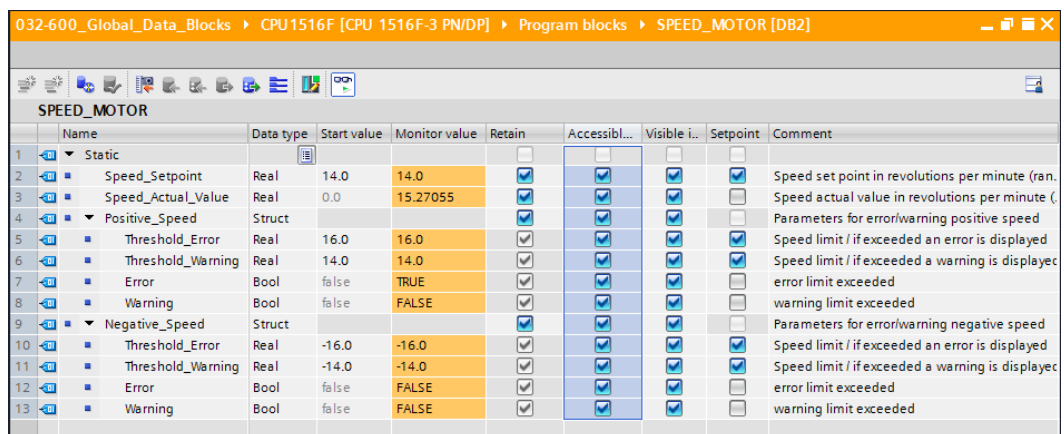 032-600_Global_Data_Blocks ▸ CPU1516F [CPU 1516F-3 PN/DP] ▸ Program blocks ▸ SPEED_MOTOR [DB2]
SPEED_MOTOR
Name Data type Start value Monitor value Retain Accessibl... Visible i... Setpoint Comment
1 Static
2 Speed_Setpoint Real 14.0 14.0 Speed set point in revolutions per minute (ran.
3 Speed_Actual_Value Real 0.0 15.27055 Speed actual value in revolutions per minute (.
4 Positive_Speed Struct Parameters for error/warning positive speed
5 Threshold_Error Real 16.0 16.0 Speed limit / if exceeded an error is displayed
6 Threshold_Warning Real 14.0 14.0 Speed limit / if exceeded a warning is displayed
7 Error Bool false TRUE error limit exceeded
8 Warning Bool false FALSE warning limit exceeded
9 Negative_Speed Struct Parameters for error/warning negative speed
10 Threshold_Error Real -16.0 -16.0 Speed limit / if exceeded an error is displayed
11 Threshold_Warning Real -14.0 -14.0 Speed limit / if exceeded a warning is displayed
12 Error Bool false FALSE error limit exceeded
13 Warning Bool false FALSE warning limit exceeded